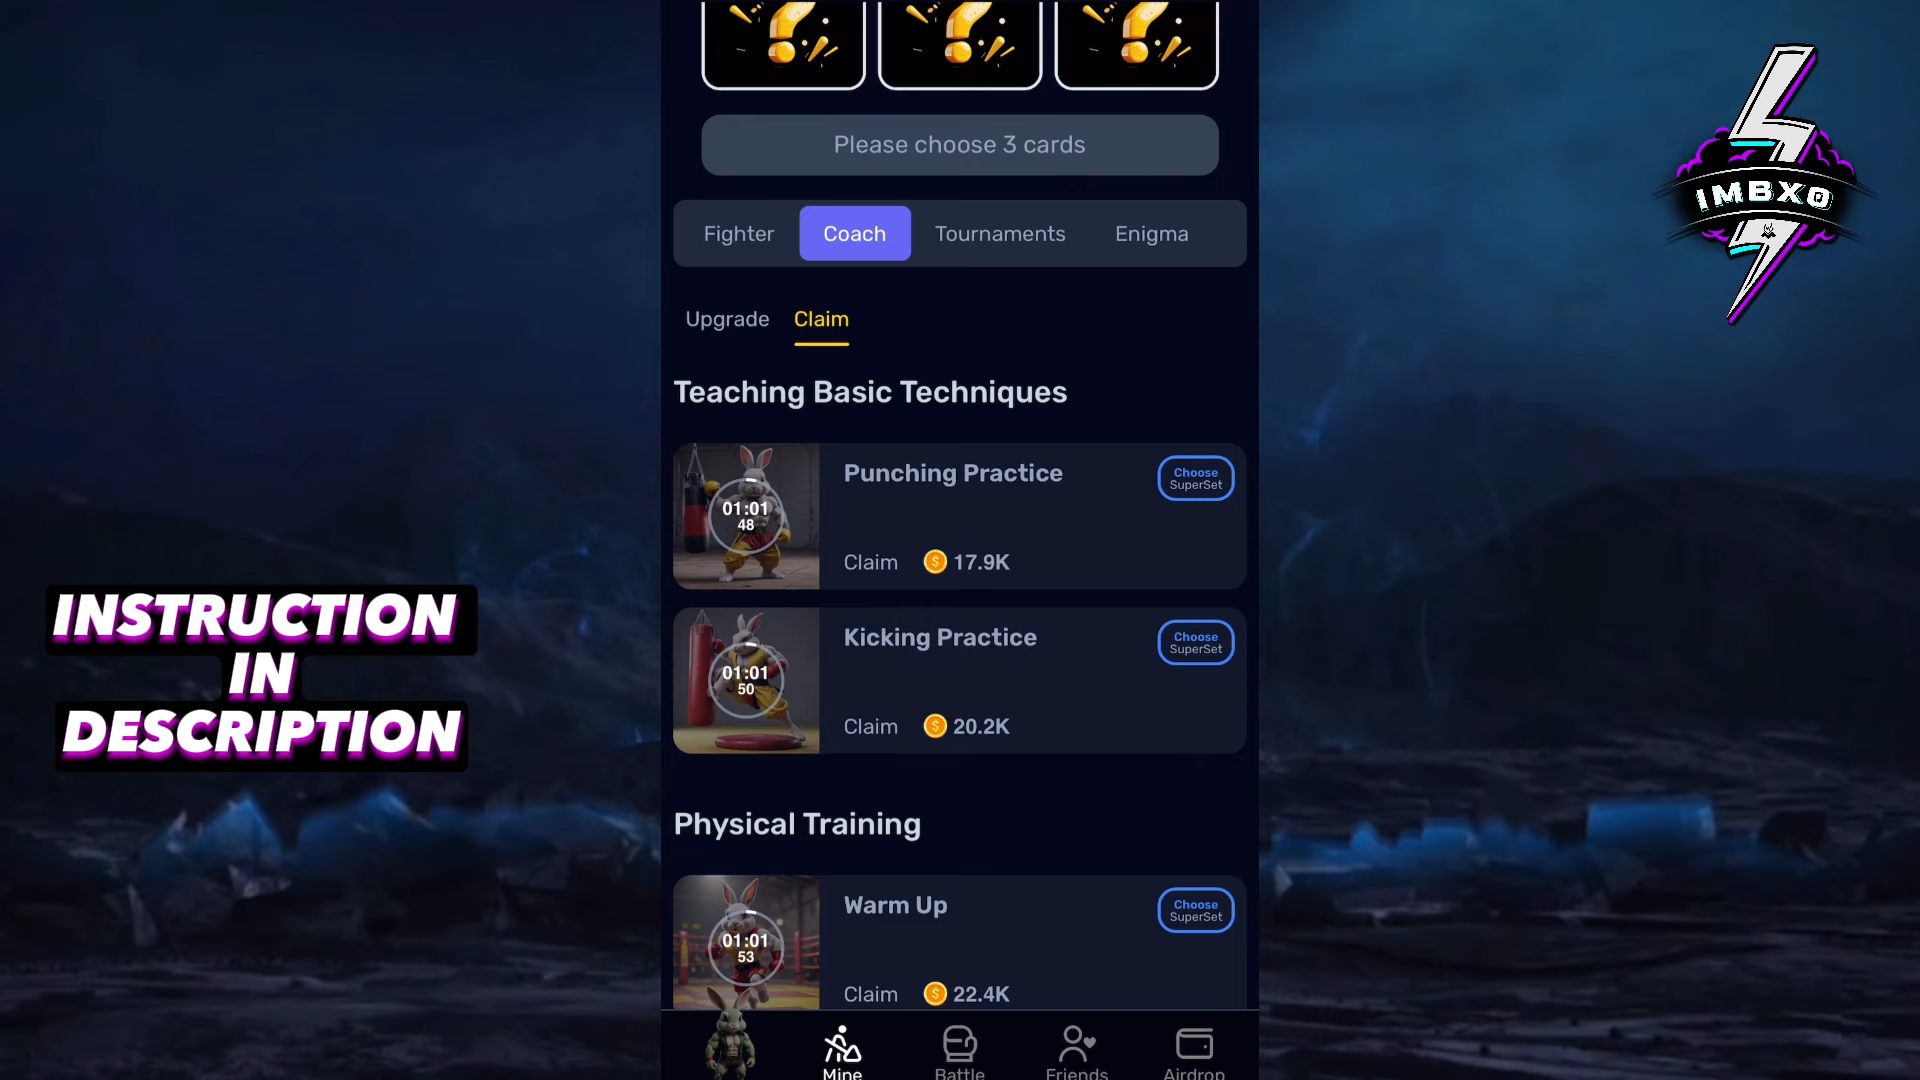 Please choose 3 cards
Fighter Coach Tournaments Enigma
Upgrade Claim
Teaching Basic Techniques
Punching Practice
Choose
SuperSet
01:01
48
Claim $ 17.9K
Kicking Practice
Choose
SuperSet
01:01
50
Claim $ 20.2K
Physical Training
Warm Up
Choose
SuperSet
01:01
53
Claim $ 22.4K
Mine Battle Friends Airdrop
INSTRUCTION
IN
DESCRIPTION
IMBXO